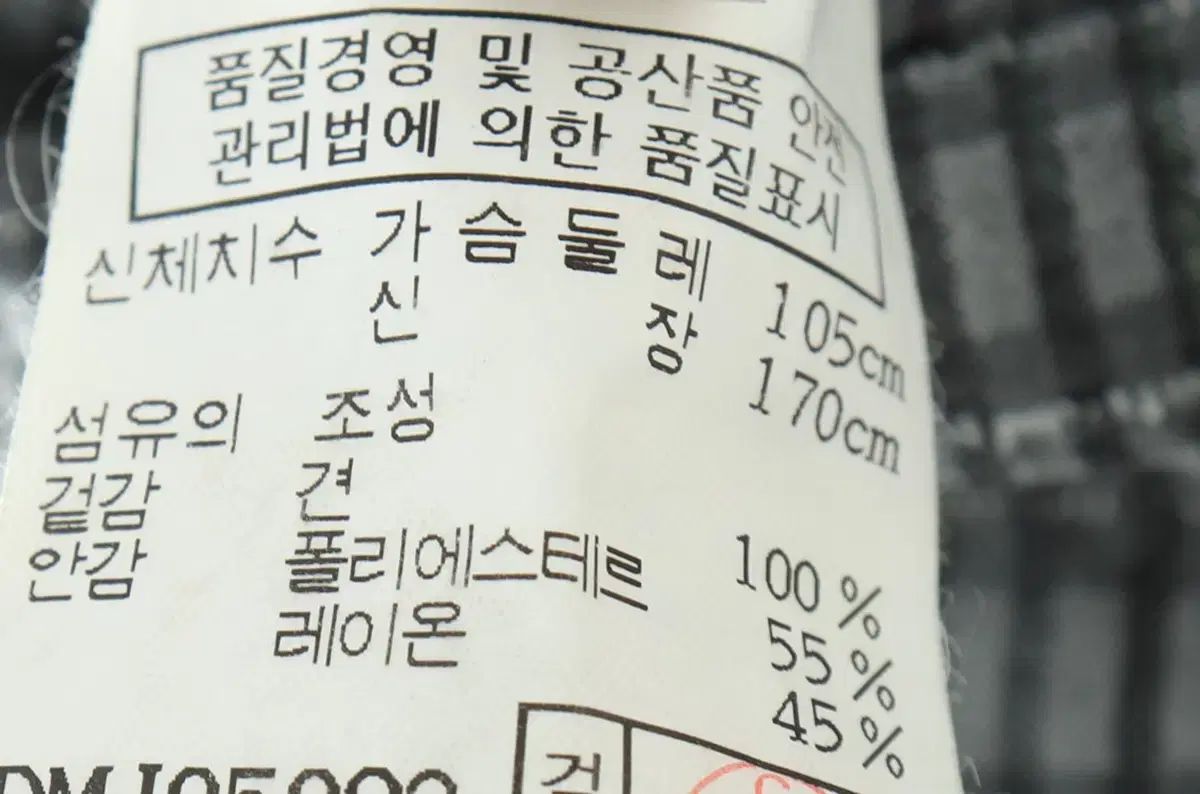 품질경영 및 공산품 안전
관리법에 의한 품질표시
신체치수 가슴둘레 105cm
신장 170cm
섬유의 조성
겉감 견 100%
안감 폴리에스테르 55%
레이온 45%